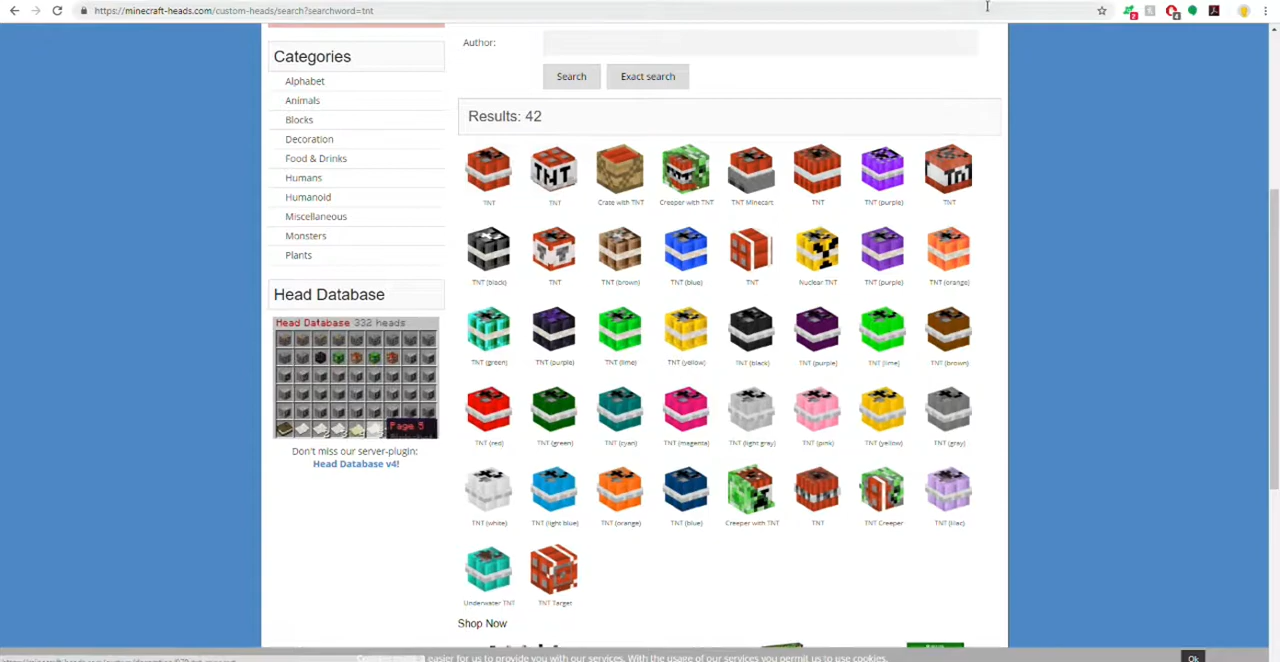 https://minecraft-heads.com/custom-heads/search?searchword=tnt
Author:
Categories
Alphabet
Animals
Blocks
Decoration
Food & Drinks
Humans
Humanoid
Miscellaneous
Monsters
Plants
Search Exact search
Results: 42
TNT TNT Crate with TNT Creeper with TNT TNT Minecart TNT TNT (purple) TNT
TNT (black) TNT TNT (brown) TNT (blue) TNT Nuclear TNT TNT (purple) TNT (orange)
TNT (green) TNT (purple) TNT (lime) TNT (yellow) TNT (black) TNT (purple) TNT (lime) TNT (brown)
TNT (red) TNT (green) TNT (cyan) TNT (magenta) TNT (light gray) TNT (pink) TNT (yellow) TNT (gray)
TNT (white) TNT (light blue) TNT (orange) TNT (blue) Creeper with TNT TNT TNT Creeper TNT (lilac)
Underwater TNT TNT Target
Head Database
Head Database 332 heads
Page 5
Don't miss our server-plugin:
Head Database v4!
Shop Now
easier for us to provide you with our services. With the usage of our services you permit us to use cookies.
Ok